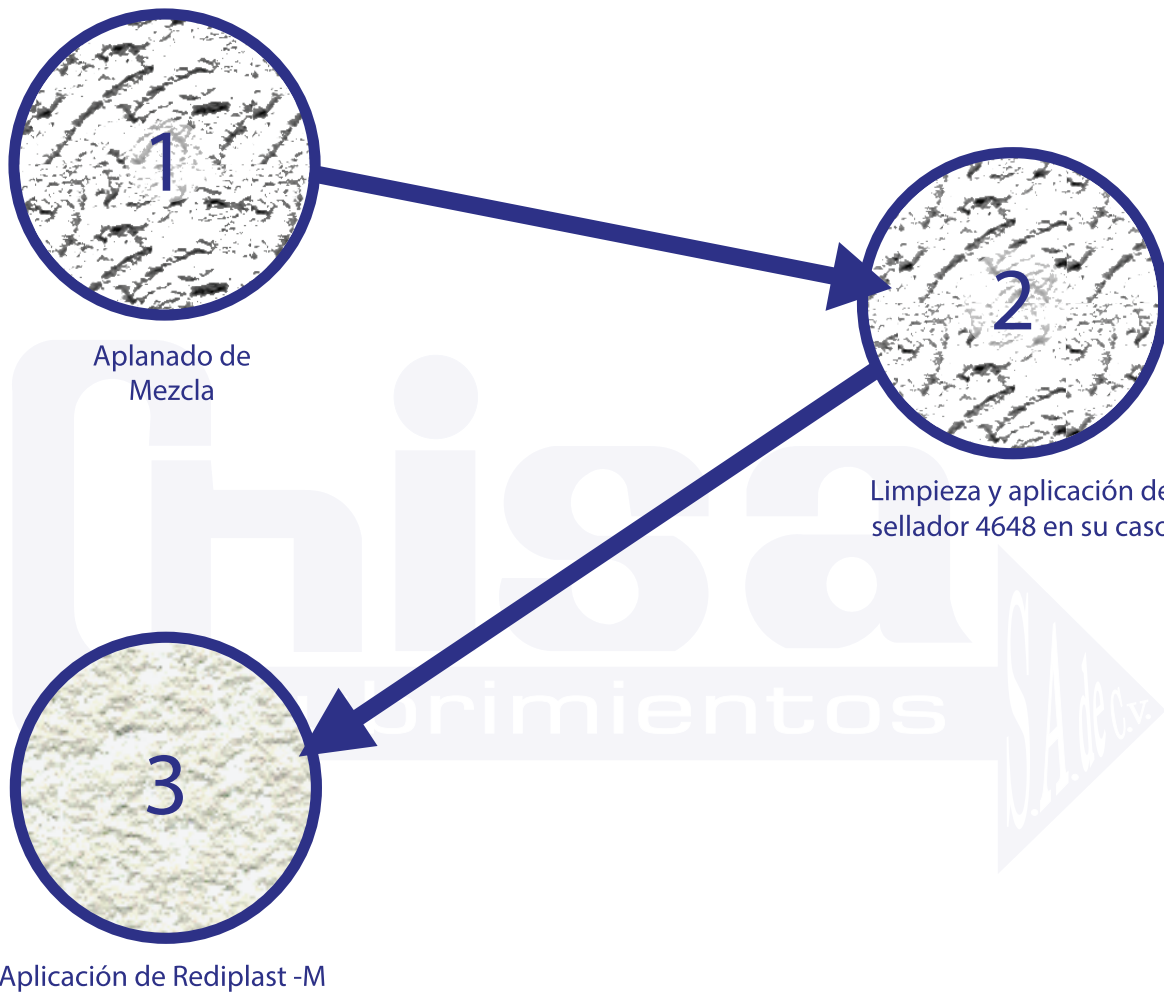 1
Aplanado de
Mezcla
2
Limpieza y aplicación de
sellador 4648 en su caso
3
Aplicación de Rediplast -M
Chisa
brimientos
S.A. de C.V.